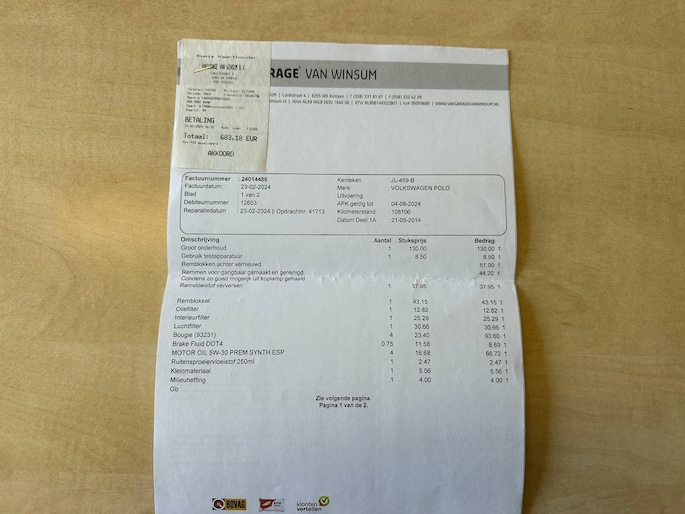 RAGE VAN WINSUM
BETALING
Totaal: 683.18 EUR
AKKOORD
Factuurnummer : 24014486
Factuurdatum : 23-02-2024
Blad : 1 van 2
Debiteurnummer : 12603
Reparatiedatum : 23-02-2024 || Opdrachtnr. 41713
Kenteken JL-459-B
Merk VOLKSWAGEN POLO
Uitvoering
APK geldig tot 04-08-2024
Kilometerstand 108106
Datum Deel 1A 21-05-2014
Omschrijving Aantal Stuksprijs Bedrag
Groot onderhoud 1 130.00 130.00 1
Gebruik testapparatuur 1 8.50 8.50 1
Remblokken achter vernieuwd 51.00 1
Remmen voor gangbaar gemaakt en gereinigd 44.20 1
Condens zo goed mogelijk uit koplamp gehaald
Remvloeistof verversen 1 37.95 37.95 1
Remblokset 1 43.15 43.15 1
Oliefilter 1 12.82 12.82 1
Interieurfilter 1 25.29 25.29 1
Luchtfilter 1 30.66 30.66 1
Bougie (93231) 4 23.40 93.60 1
Brake Fluid DOT4 0.75 11.58 8.69 1
MOTOR OIL 5W-30 PREM.SYNTH ESP 4 16.68 66.72 1
Ruitensproeiervloeistof 250ml 1 2.47 2.47 1
Kleinmateriaal 1 5.56 5.56 1
Milieuheffing 1 4.00 4.00 1
Gb
Zie volgende pagina.
Pagina 1 van de 2.
BOVAG
klanten
vertellen